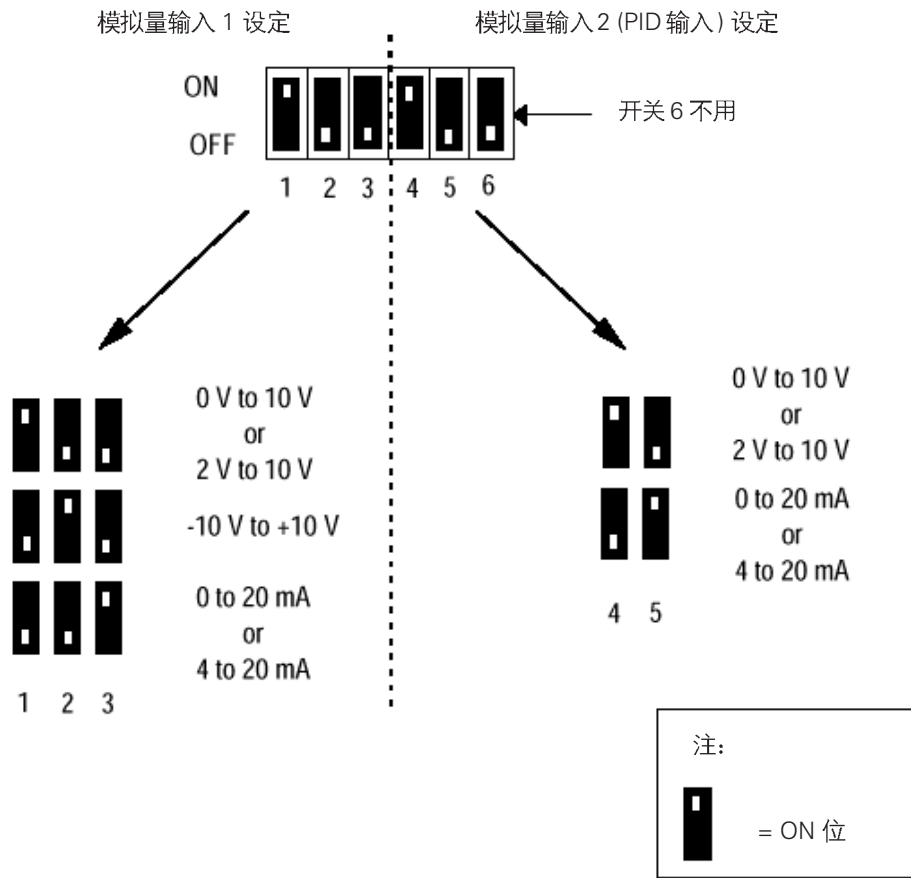 模拟量输入 1 设定
模拟量输入 2 (PID 输入) 设定
ON
OFF
开关 6 不用
1 2 3 4 5 6
0 V to 10 V
or
2 V to 10 V
-10 V to +10 V
0 to 20 mA
or
4 to 20 mA
1 2 3
0 V to 10 V
or
2 V to 10 V
0 to 20 mA
or
4 to 20 mA
4 5
注:
= ON 位